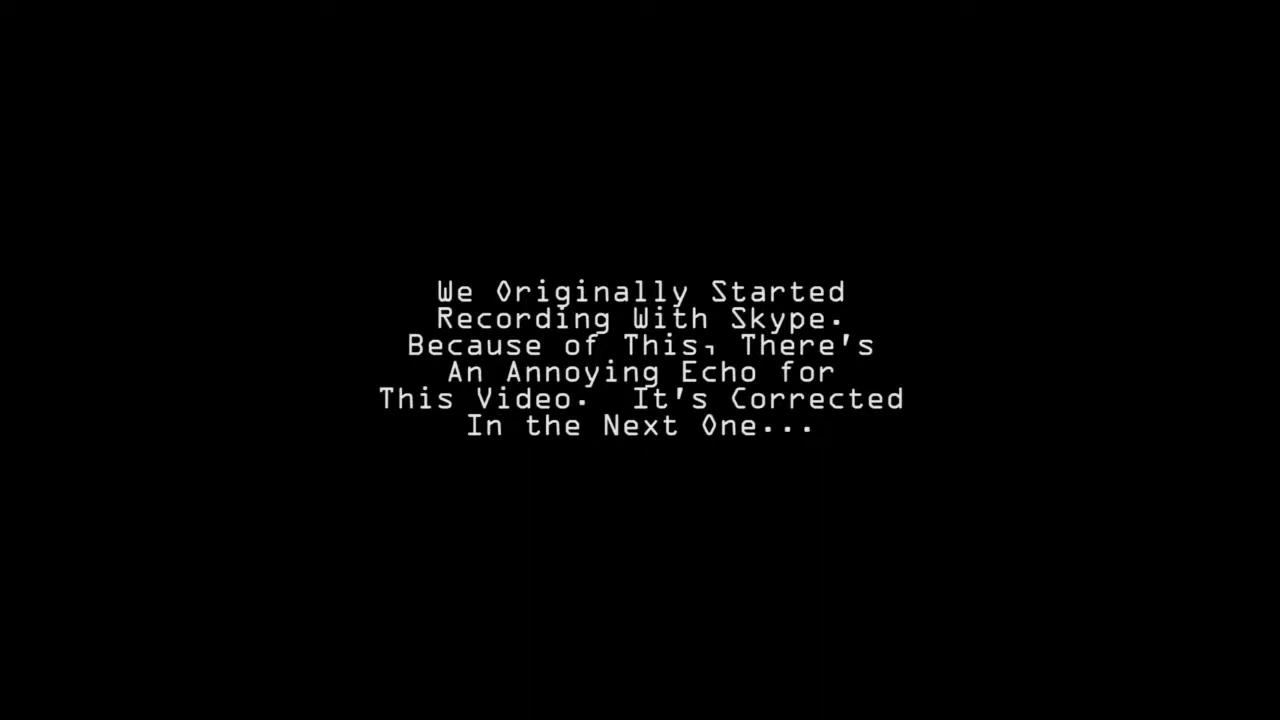 We Originally Started
Recording With Skype.
Because of This, There's
An Annoying Echo for
This Video.  It's Corrected
In the Next One...